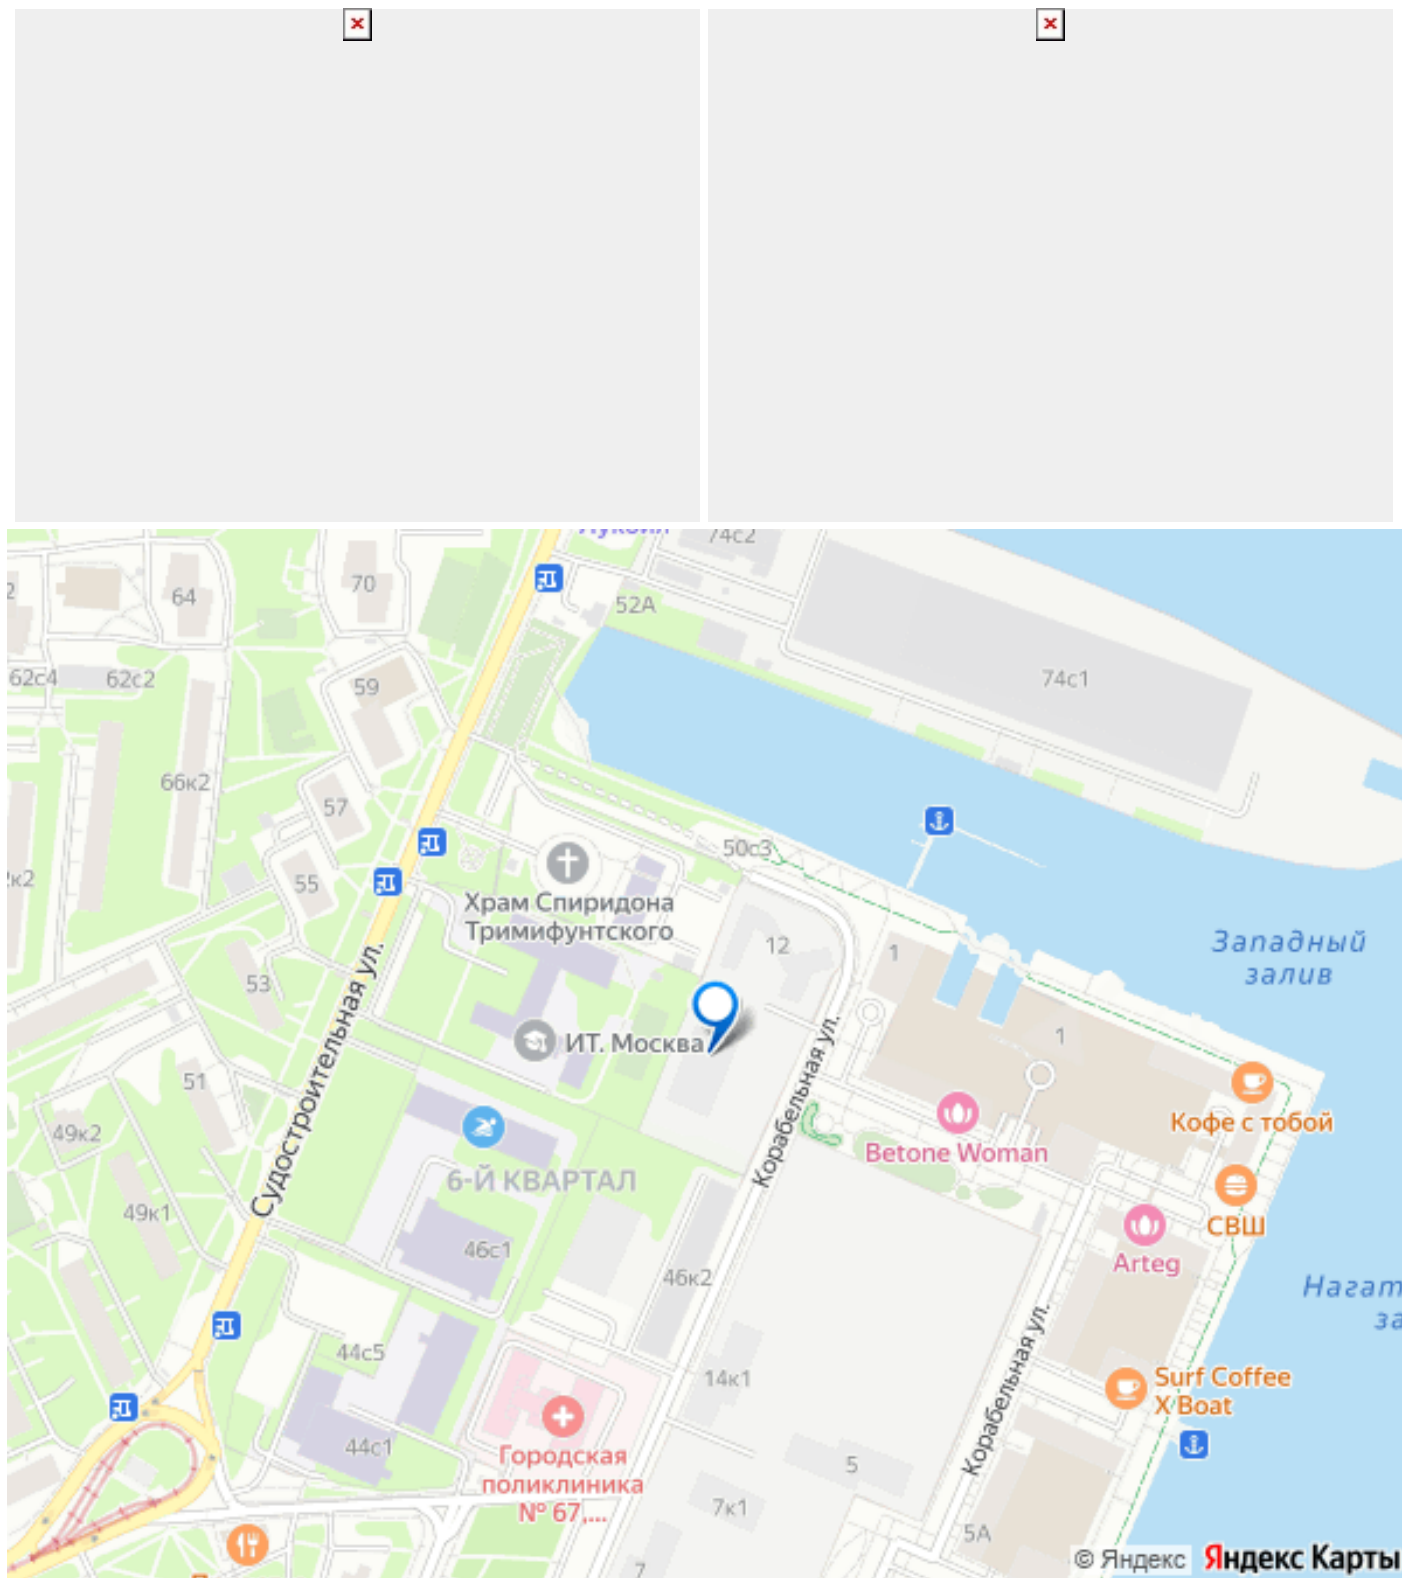 74с2
52А
64
70
62с4
62с2
59
74с1
66к2
57
50с3
55
Храм Спиридона
Тримифунтского
12
1
Западный
залив
53
Судостроительная ул.
ИТ. Москва
1
Корабельная ул.
51
Кофе с тобой
49к2
Betone Woman
6-Й КВАРТАЛ
49к1
СВШ
46с1
Arteg
46к2
44с5
14к1
Surf Coffee
X Boat
Корабельная ул.
44с1
Городская
поликлиника
№ 67,...
5
7к1
5А
7
© Яндекс Яндекс Карты